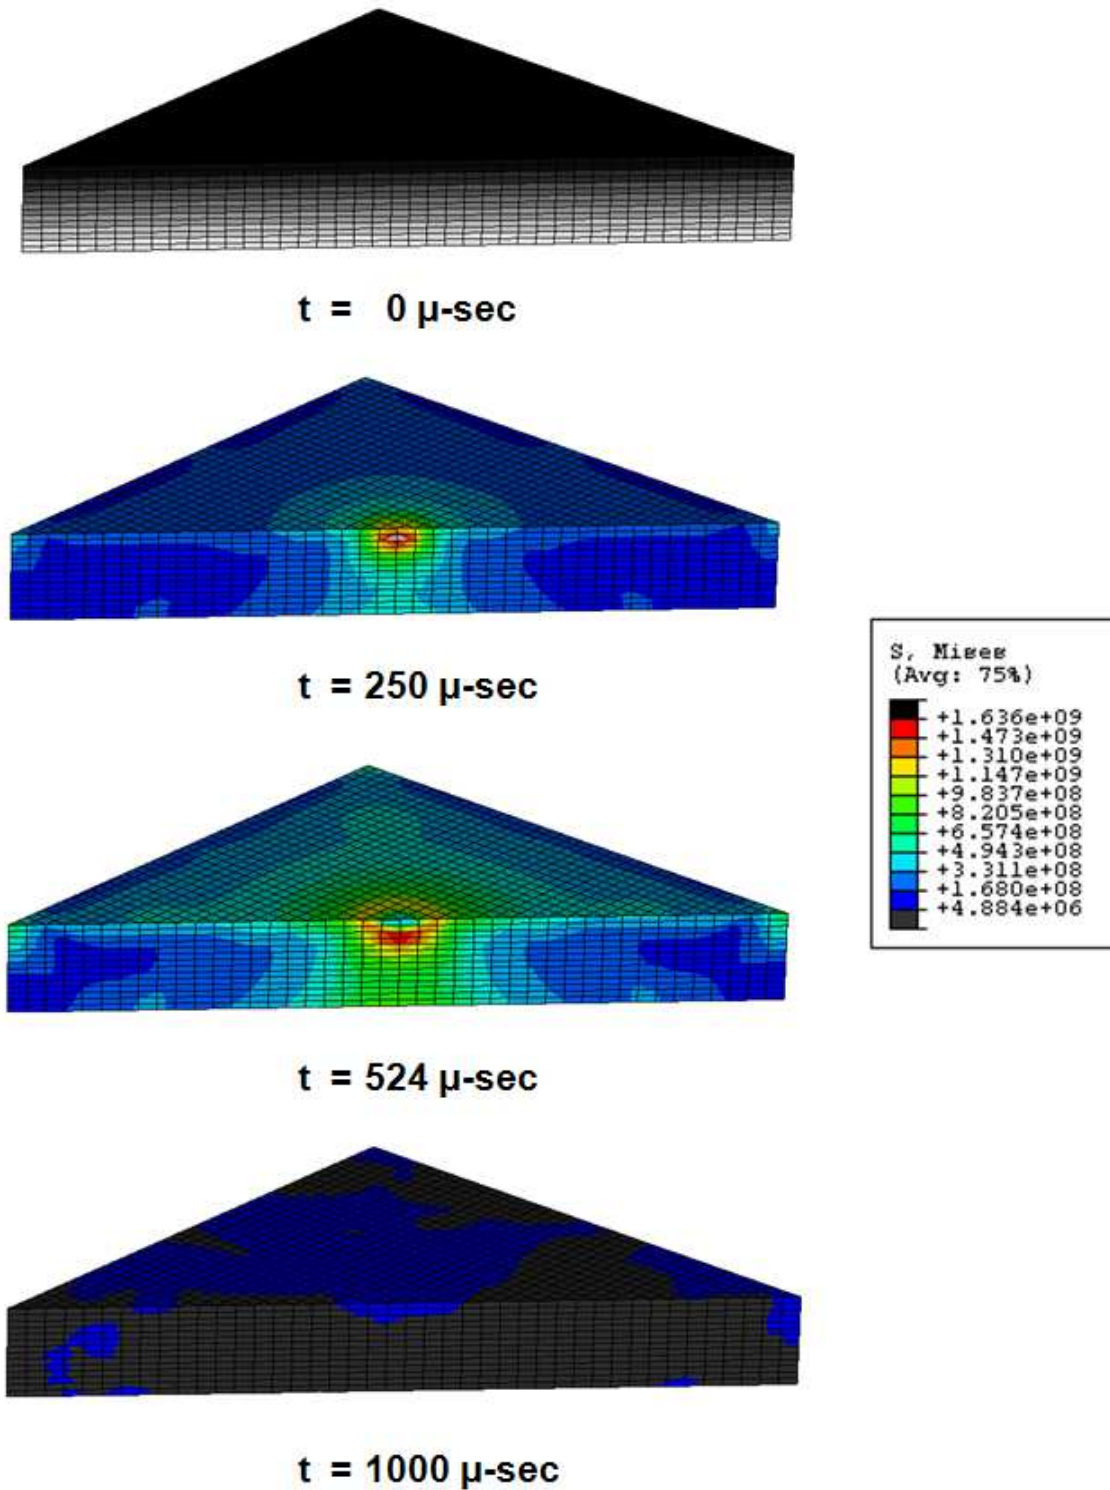 t = 0 μ-sec
t = 250 μ-sec
S, Mises
(Avg: 75%)
+1.636e+09
+1.473e+09
+1.310e+09
+1.147e+09
+9.837e+08
+8.205e+08
+6.574e+08
+4.943e+08
+3.311e+08
+1.680e+08
+4.884e+06
t = 524 μ-sec
t = 1000 μ-sec